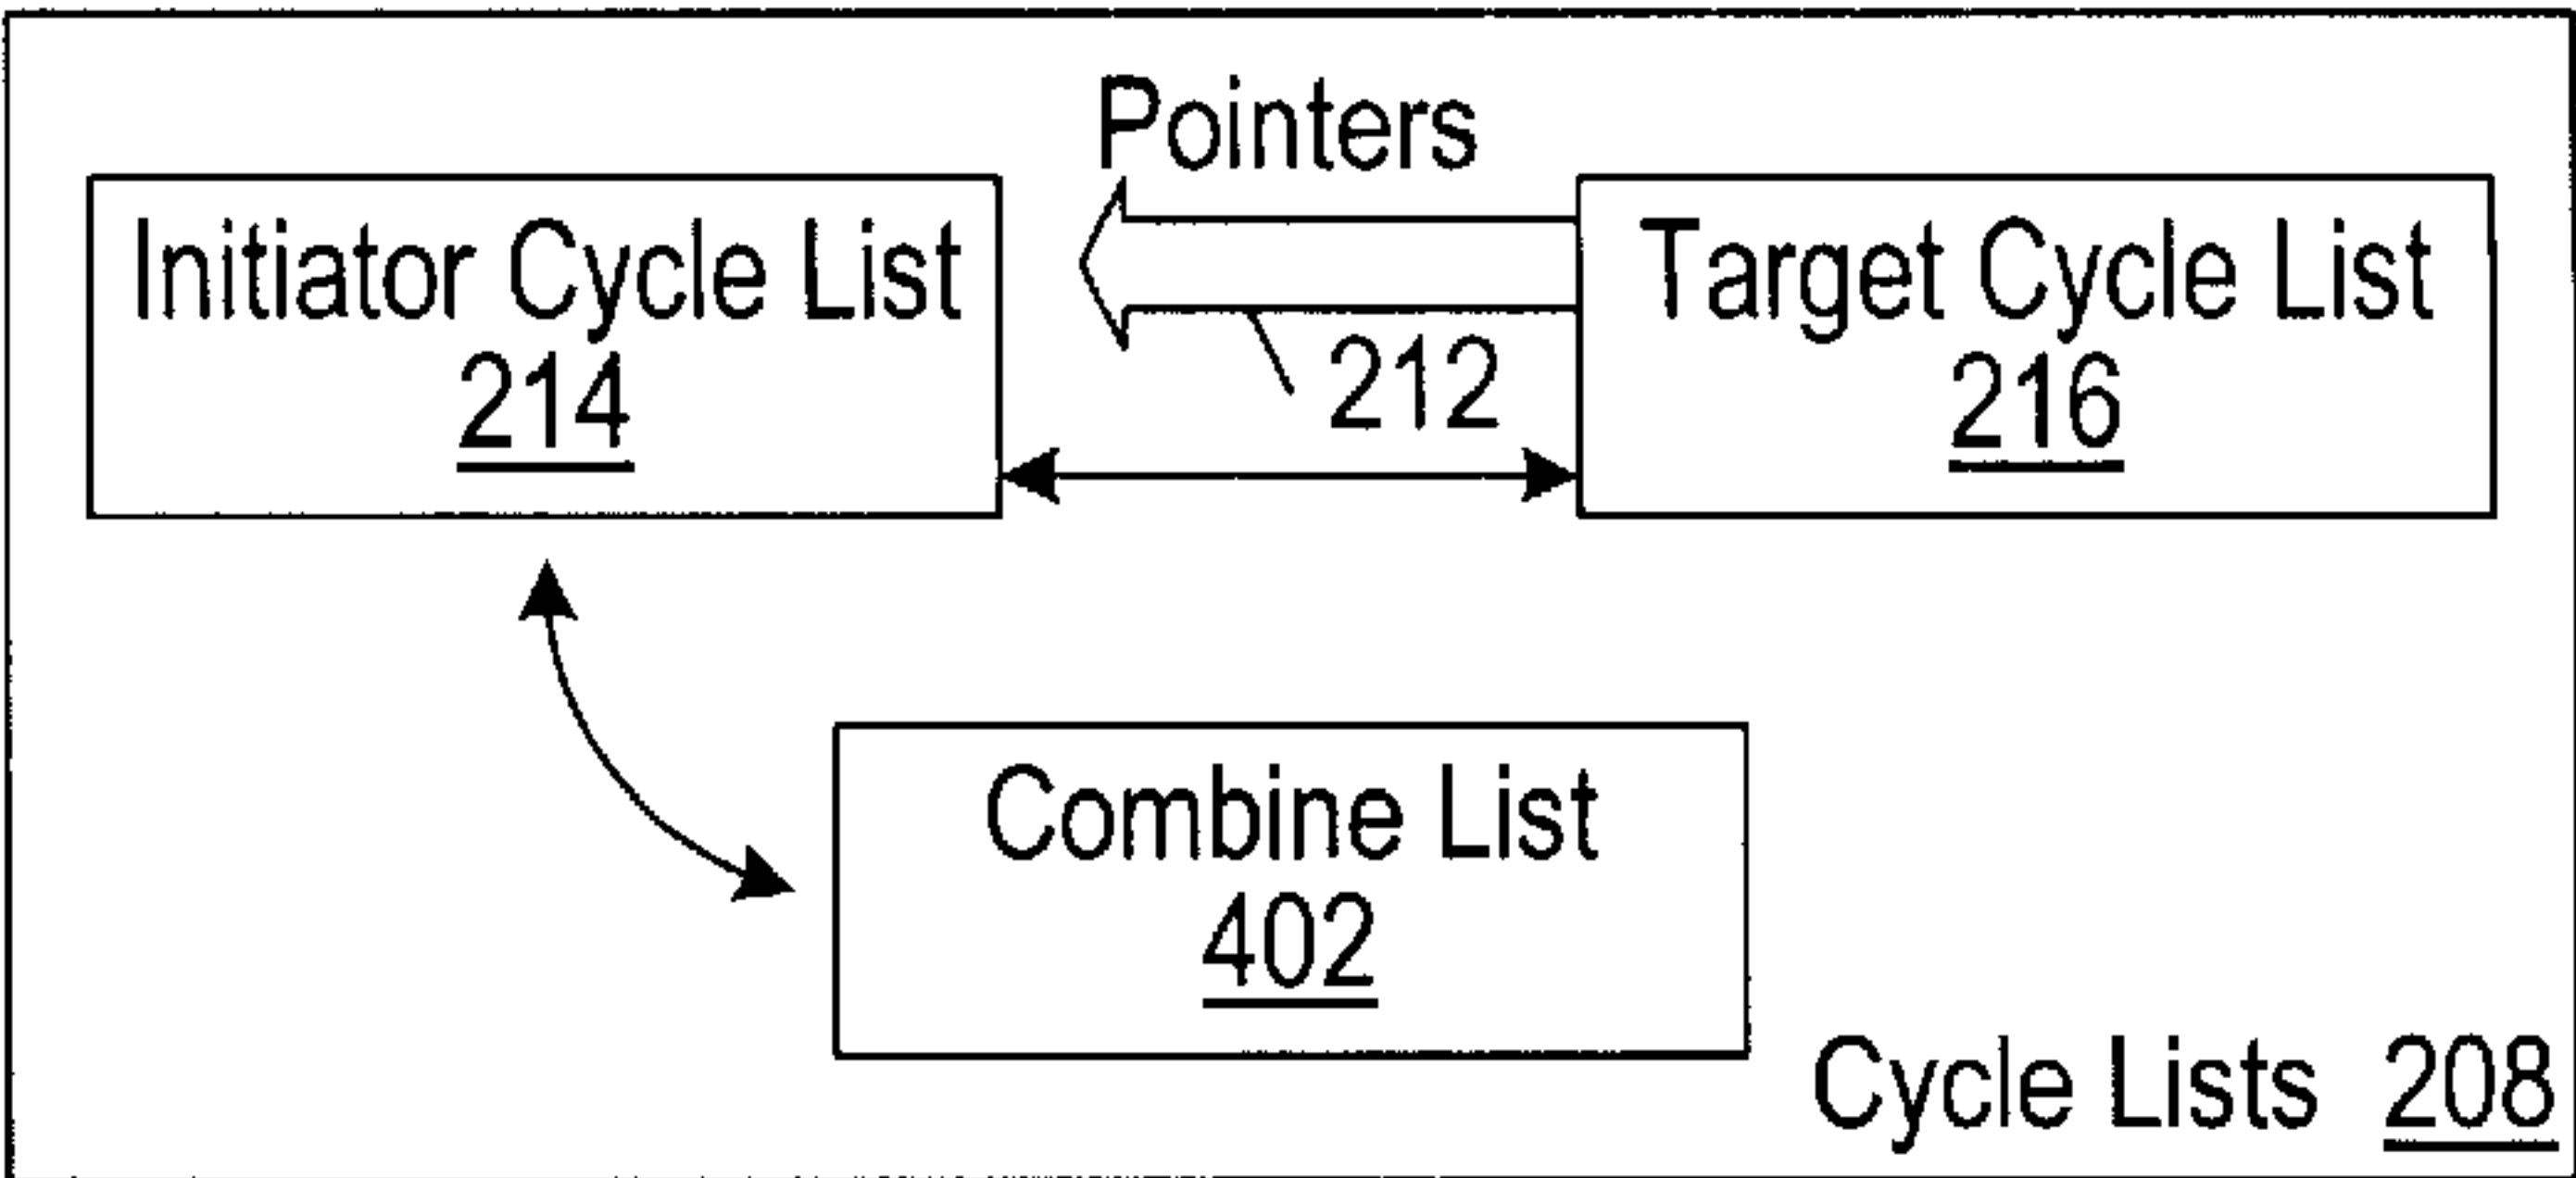 Pointers
Initiator Cycle List
214
212
Target Cycle List
216
Combine List
402
Cycle Lists 208